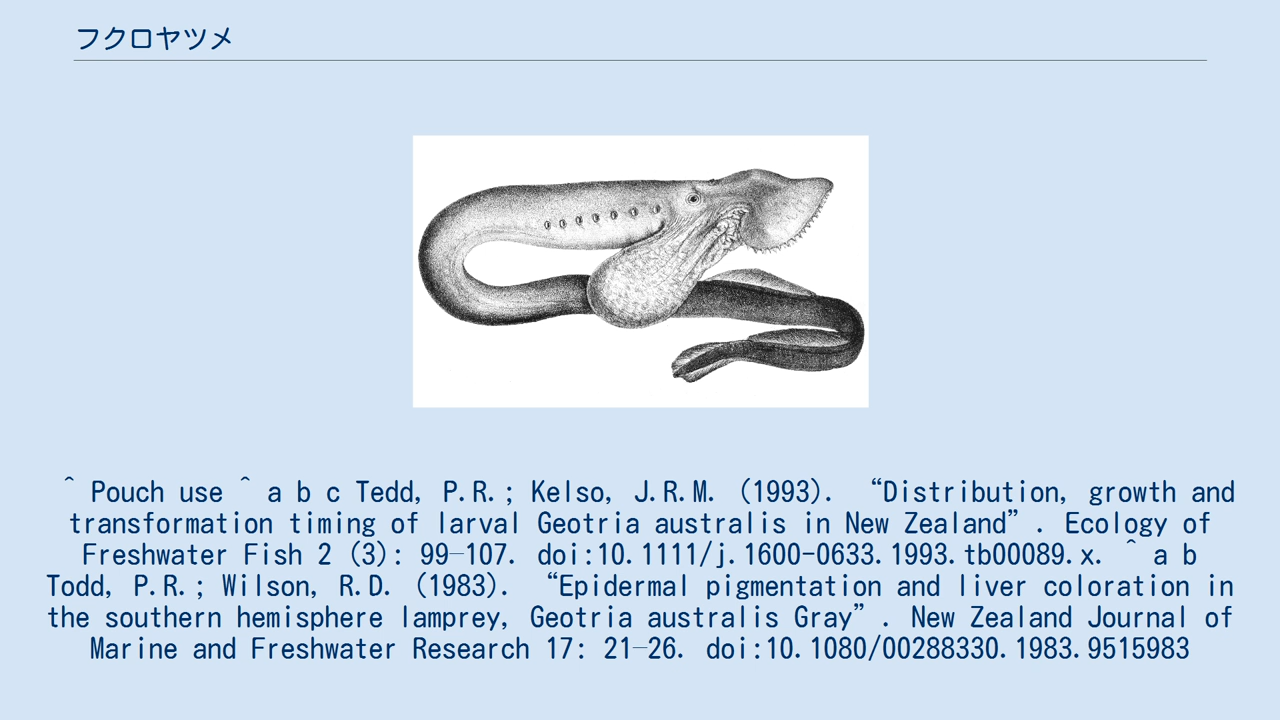 フクロヤツメ
^ Pouch use ^ a b c Tedd, P.R.; Kelso, J.R.M. (1993). “Distribution, growth and
transformation timing of larval Geotria australis in New Zealand”. Ecology of
Freshwater Fish 2 (3): 99–107. doi:10.1111/j.1600-0633.1993.tb00089.x. ^ a b
Todd, P.R.; Wilson, R.D. (1983). “Epidermal pigmentation and liver coloration in
the southern hemisphere lamprey, Geotria australis Gray”. New Zealand Journal of
Marine and Freshwater Research 17: 21–26. doi:10.1080/00288330.1983.9515983